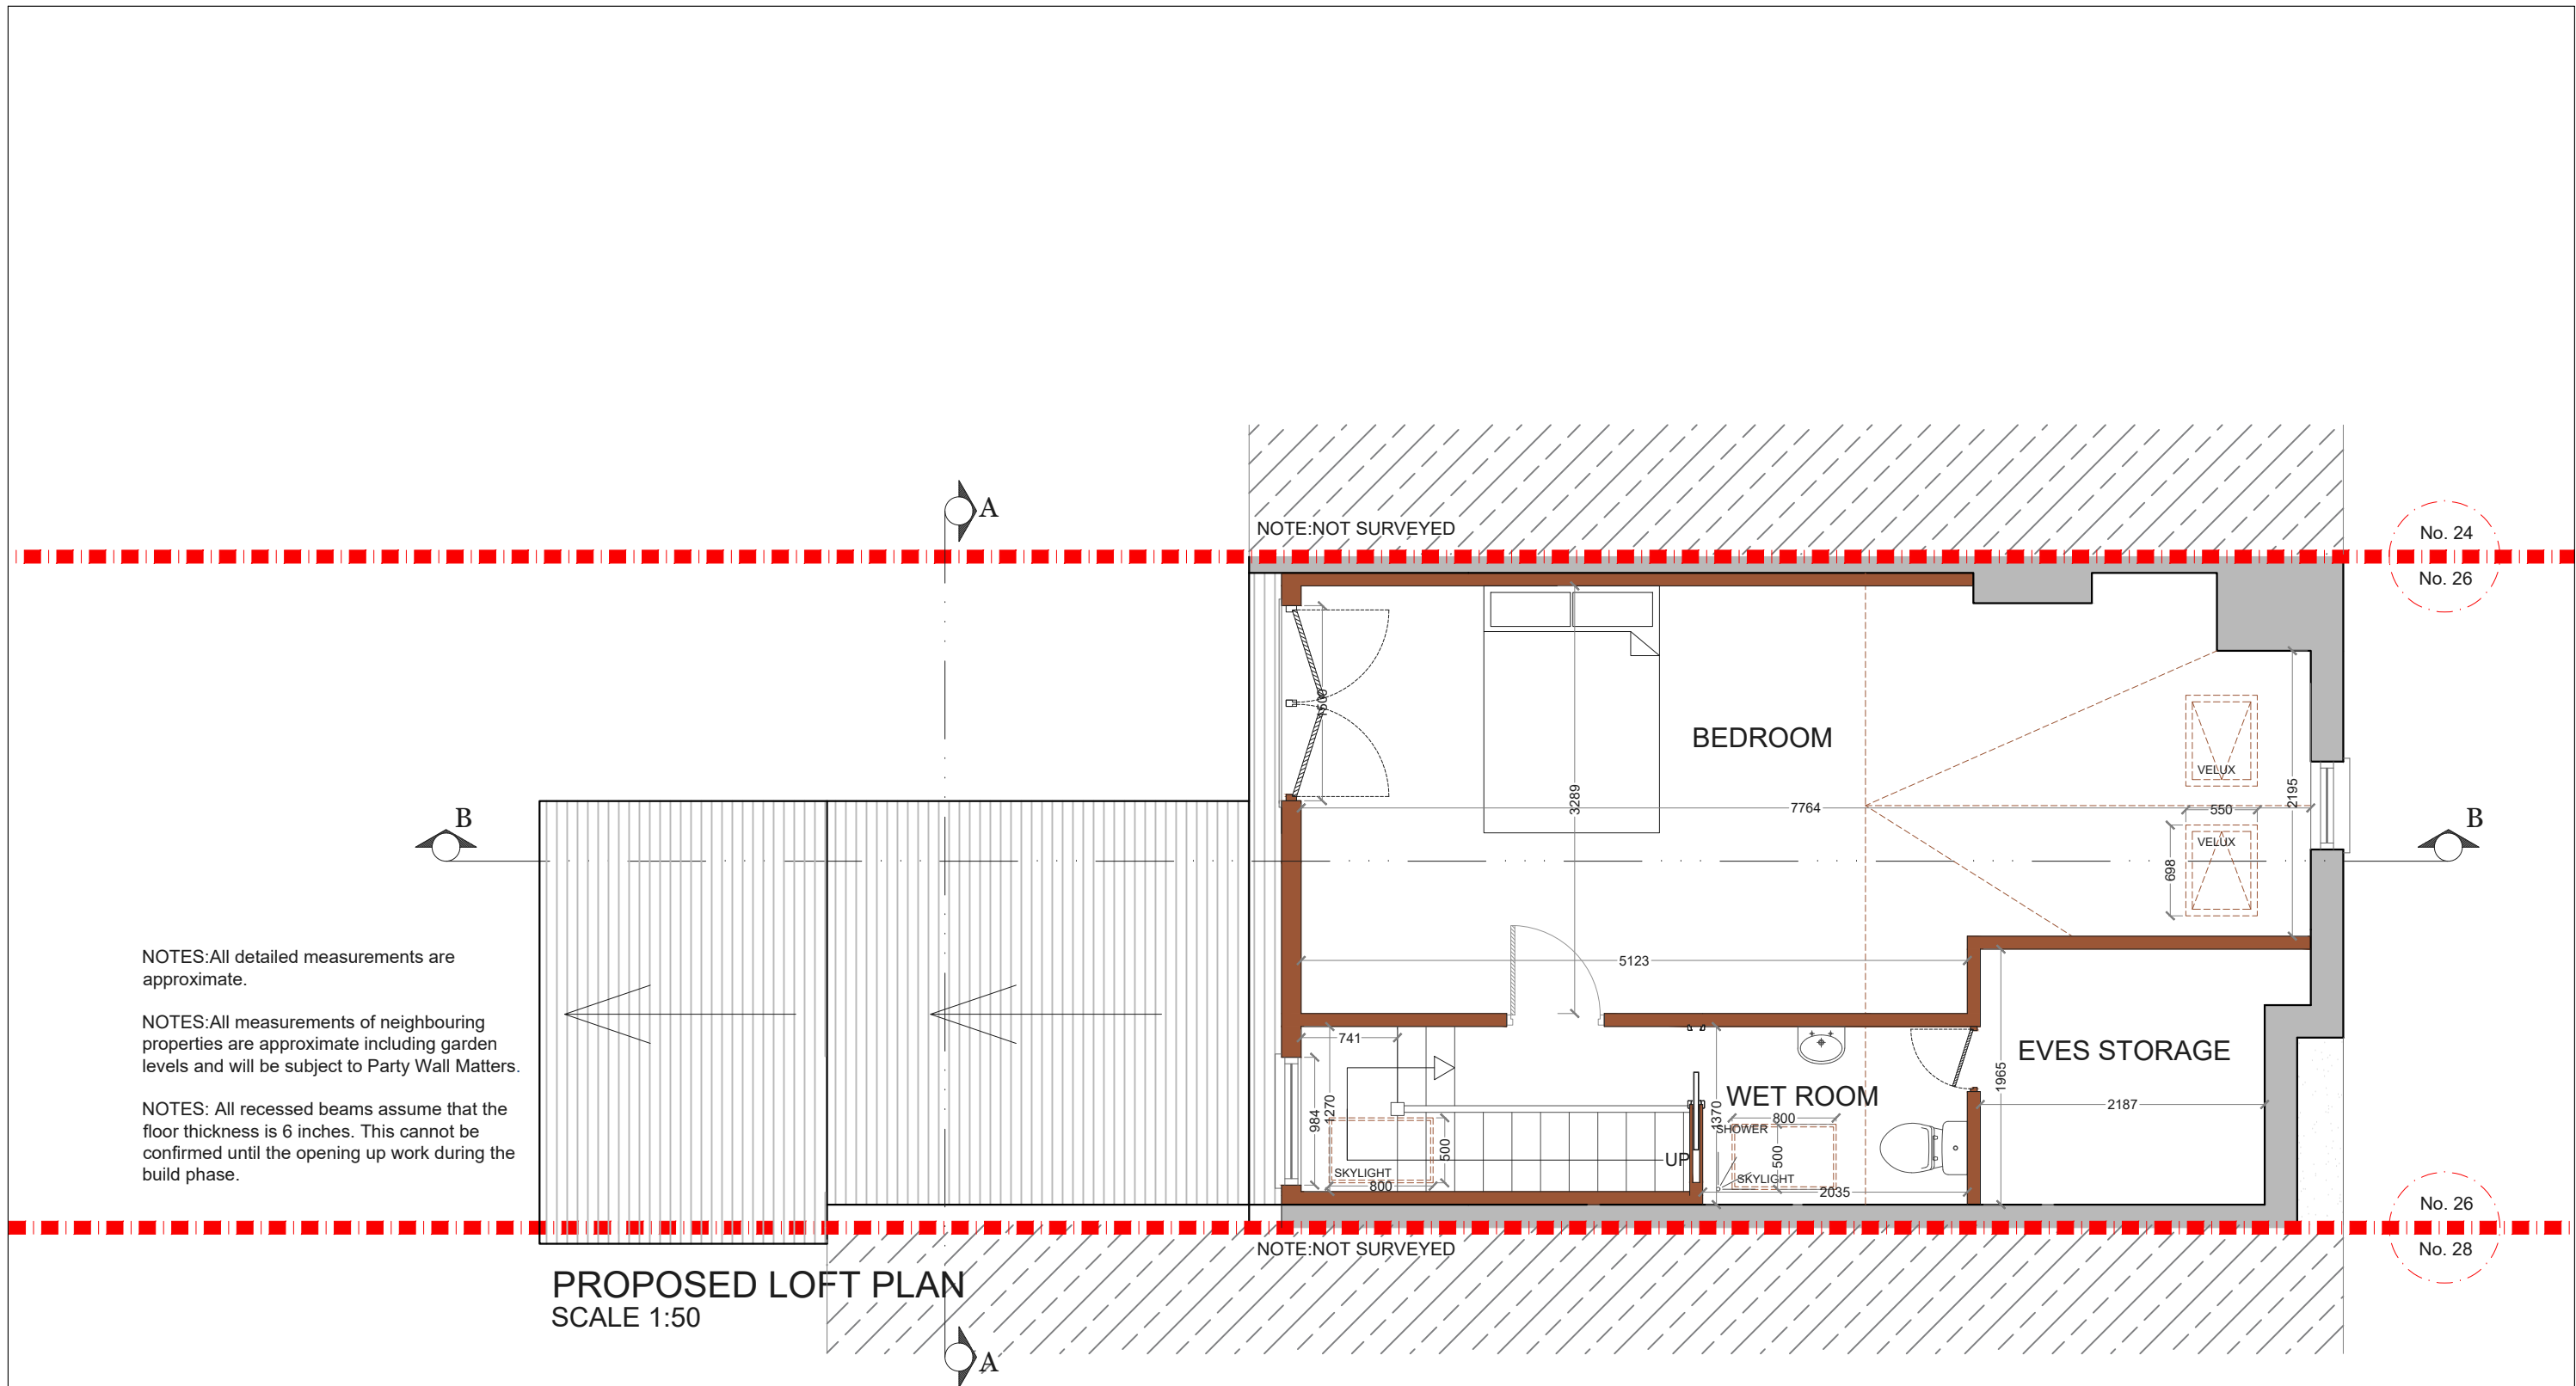 A
NOTE:NOT SURVEYED
No. 24
No. 26
1500
BEDROOM
VELUX
2195
550
3289
7764
B
B
VELUX
698
NOTES:All detailed measurements are
approximate.
5123
NOTES:All measurements of neighbouring
properties are approximate including garden
levels and will be subject to Party Wall Matters.
741
EVES STORAGE
1965
WET ROOM
984
1270
1370
800
2187
SHOWER
NOTES: All recessed beams assume that the
floor thickness is 6 inches. This cannot be
confirmed until the opening up work during the
build phase.
500
UP
500
SKYLIGHT
SKYLIGHT
800
2035
No. 26
NOTE:NOT SURVEYED
No. 28
PROPOSED LOFT PLAN
SCALE 1:50
A